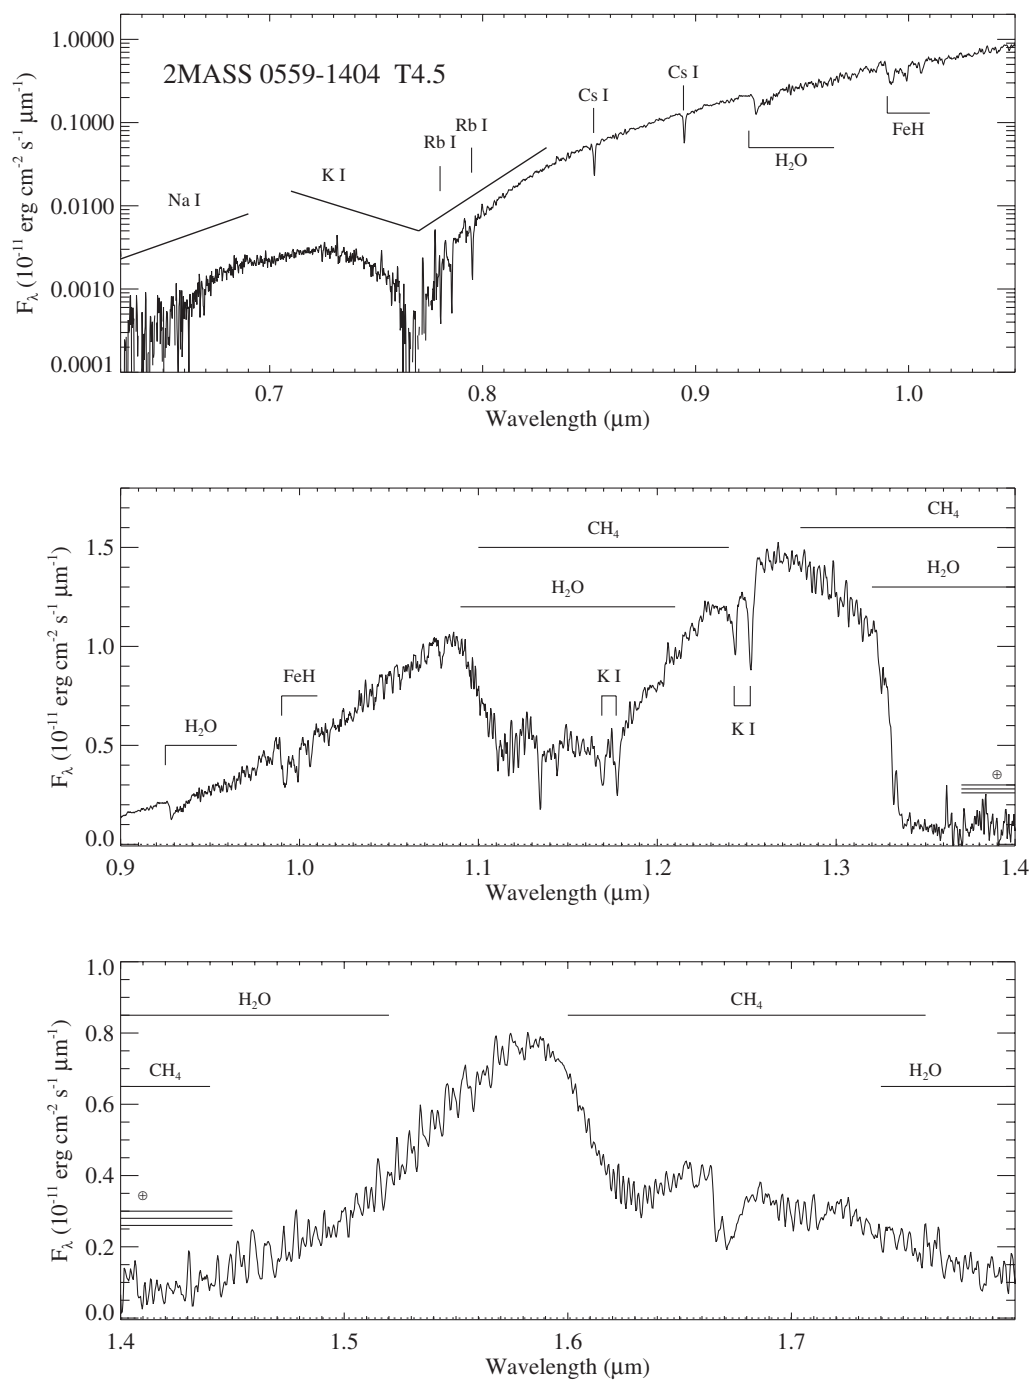 1.0000
0.1000
0.0100
0.0010
0.0001
F_λ (10⁻¹¹ erg cm⁻² s⁻¹ μm⁻¹)
2MASS 0559-1404 T4.5
Na I
K I
Rb I
Rb I
Cs I
Cs I
H₂O
FeH
0.7 0.8 0.9 1.0
Wavelength (μm)
1.5
1.0
0.5
0.0
F_λ (10⁻¹¹ erg cm⁻² s⁻¹ μm⁻¹)
CH₄
CH₄
H₂O
H₂O
FeH
K I
H₂O
K I
⊕
0.9 1.0 1.1 1.2 1.3 1.4
Wavelength (μm)
1.0
0.8
0.6
0.4
0.2
0.0
F_λ (10⁻¹¹ erg cm⁻² s⁻¹ μm⁻¹)
H₂O
CH₄
CH₄
H₂O
⊕
1.4 1.5 1.6 1.7
Wavelength (μm)